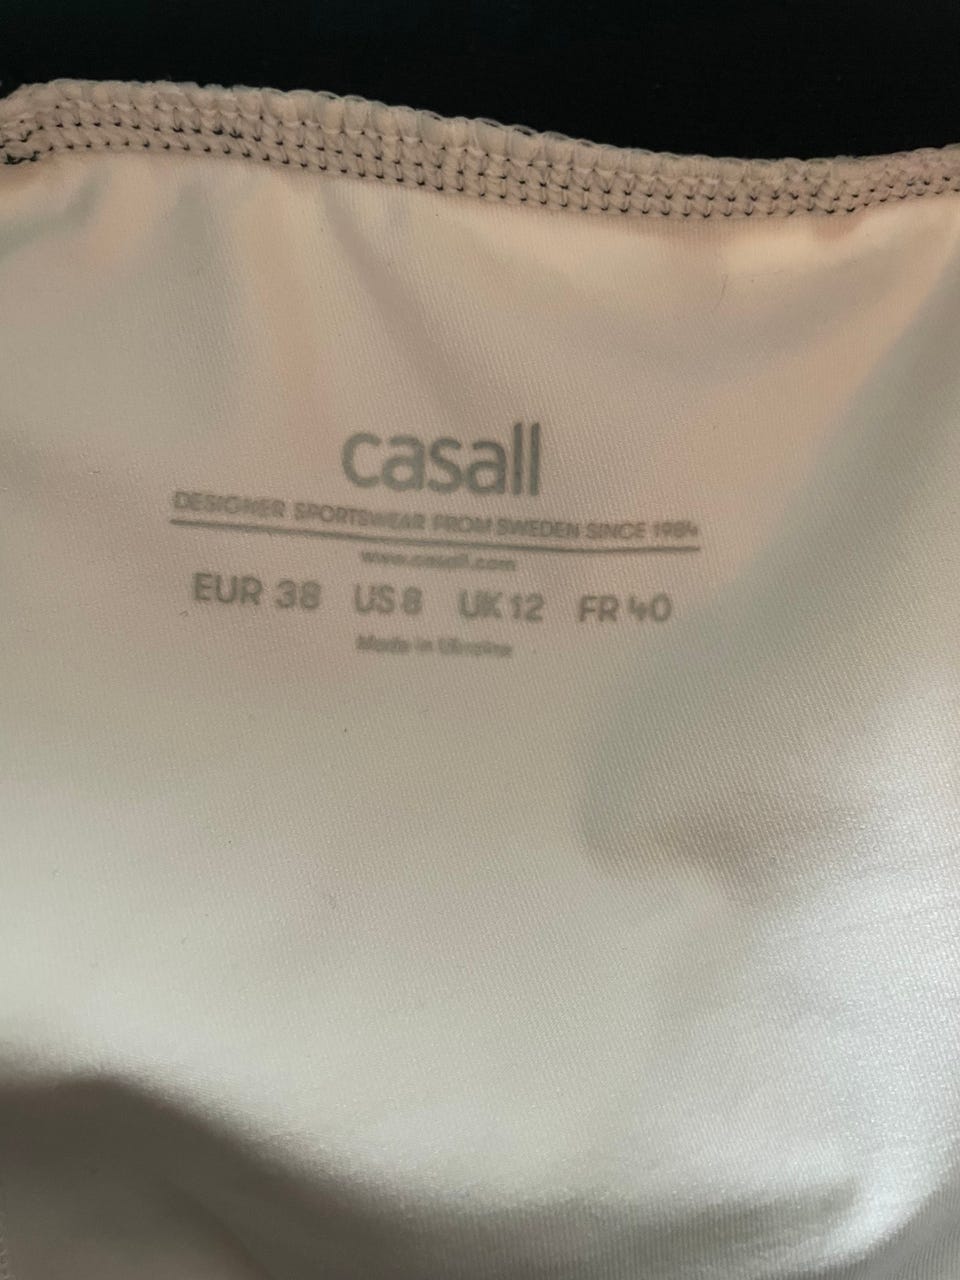 casall
DESIGNER SPORTSWEAR FROM SWEDEN SINCE 1984
www.casall.com
EUR 38 US 8 UK 12 FR 40
Made in Ukraine